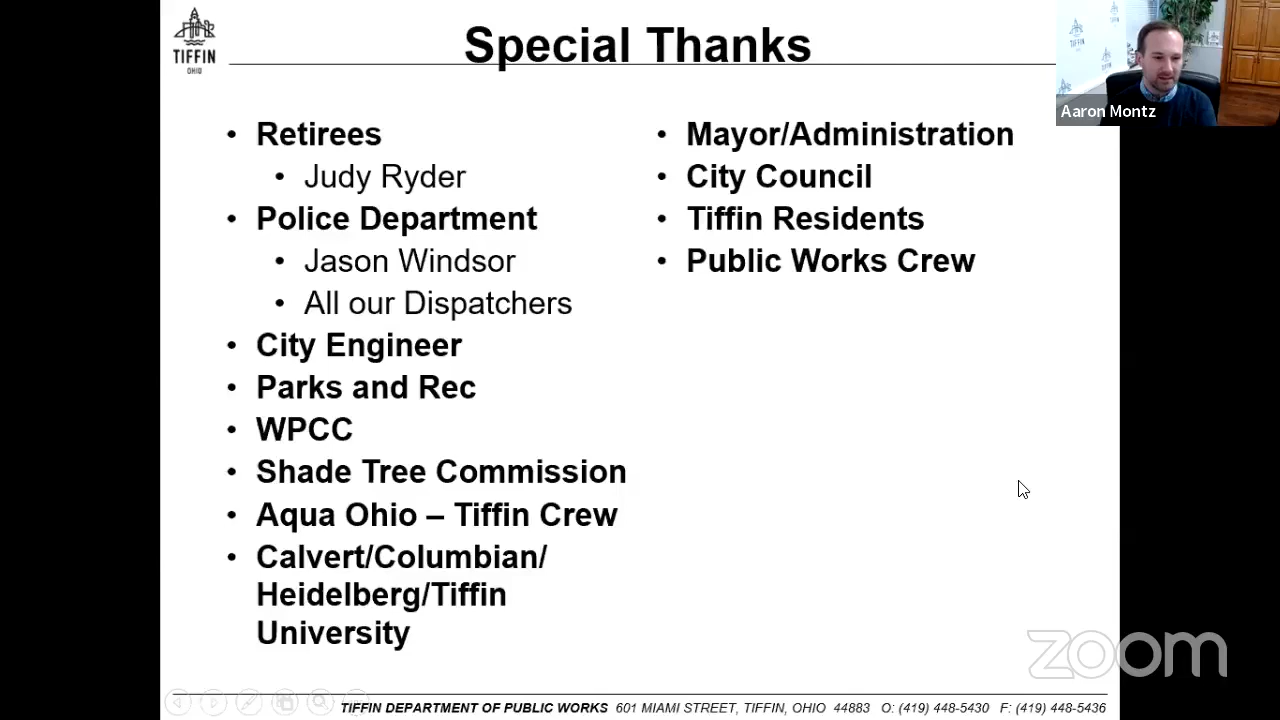 TIFFIN
OHIO
Special Thanks
Aaron Montz
• Retirees
• Judy Ryder
• Police Department
• Jason Windsor
• All our Dispatchers
• City Engineer
• Parks and Rec
• WPCC
• Shade Tree Commission
• Aqua Ohio – Tiffin Crew
• Calvert/Columbian/
Heidelberg/Tiffin
University
• Mayor/Administration
• City Council
• Tiffin Residents
• Public Works Crew
zoom
TIFFIN DEPARTMENT OF PUBLIC WORKS 601 MIAMI STREET, TIFFIN, OHIO 44883 O: (419) 448-5430 F: (419) 448-5436